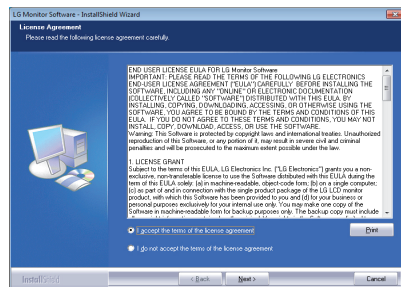 LG Monitor Software - InstallShield Wizard
License Agreement
Please read the following license agreement carefully.
END USER LICENSE EULA FOR LG Monitor Software
IMPORTANT: PLEASE READ THE TERMS OF THE FOLLOWING LG ELECTRONICS
END-USER LICENSE AGREEMENT ("EULA") CAREFULLY BEFORE INSTALLING THE
SOFTWARE, INCLUDING ANY "ONLINE" OR ELECTRONIC DOCUMENTATION
(COLLECTIVELY CALLED "SOFTWARE") DISTRIBUTED WITH THIS EULA. BY
INSTALLING, COPYING, DOWNLOADING, ACCESSING, OR OTHERWISE USING THE
SOFTWARE, YOU AGREE TO BE BOUND BY THE TERMS AND CONDITIONS OF THIS
EULA. IF YOU DO NOT AGREE TO THESE TERMS AND CONDITIONS, YOU MAY NOT
INSTALL, COPY, DOWNLOAD, ACCESS, OR USE THE SOFTWARE.
Warning: This Software is protected by copyright law and international treaties. Unauthorized
reproduction of this Software, or any portion of it, may result in severe civil and criminal
penalties and will be prosecuted to the maximum extent possible under the law.
1. LICENSE GRANT
Subject to the terms of this EULA, LG Electronics Inc. ("LG Electronics") grants you a non-
exclusive, non-transferable license to use the Software distributed with this EULA during the
term of this EULA solely: (a) in machine-readable, object-code form; (b) on a single computer;
(c) as part of and in connection with the single product package of the LG LCD monitor
product, with which this Software has been provided to you and (d) for your business or
personal purposes exclusively for your internal use only. You may make one copy of the
Software in machine-readable form for backup purposes only. The backup copy must include
I accept the terms of the license agreement
Print
I do not accept the terms of the license agreement
InstallShield
< Back
Next >
Cancel